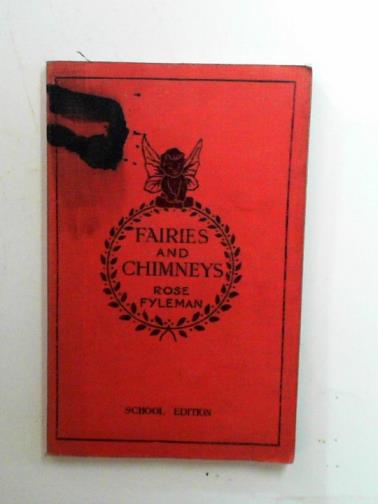 FAIRIES
AND
CHIMNEYS
ROSE
FYLEMAN
SCHOOL EDITION